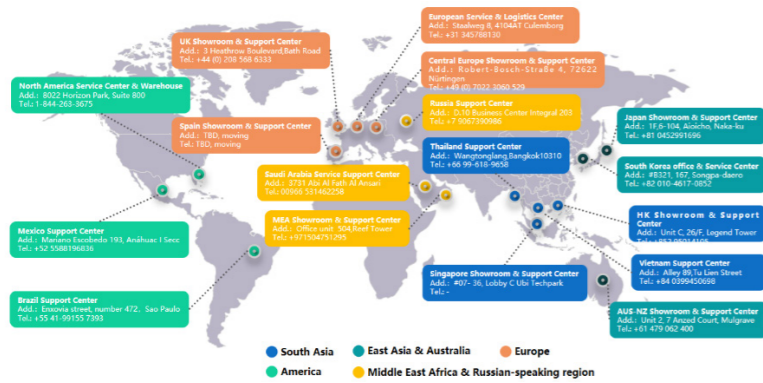 European Service & Logistics Center
Add.: Staalweg 8, 4104AT Culemborg
Tel.: +31 345788130
UK Showroom & Support Center
Add.: 3 Heathrow Boulevard,Bath Road
Tel.: +44 (0) 208 568 6333
Central Europe Showroom & Support Center
Add.: Robert-Bosch-Straße 4, 72622
Nürtingen
Tel.: +49 (0) 7022 3060 529
North America Service Center & Warehouse
Add.: 8022 Horizon Park, Suite 800
Tel.: 1-844-263-3675
Russia Support Center
Add.: D.10 Business Center Integral 203
Tel.: +7 9067390986
Japan Showroom & Support Center
Add.: 1F,6-104, Aioicho, Naka-ku
Tel.: +81 0452991696
Spain Showroom & Support Center
Add.: TBD, moving
Tel.: TBD, moving
Thailand Support Center
Add.: Wangtonglang,Bangkok10310
Tel.: +66 99-618-9658
South Korea office & Service Center
Add.: #B321, 167, Songpa-daero
Tel.: +82 010-4617-0852
Saudi Arabia Service Support Center
Add.: 3731 Abi Al Fath Al Ansari
Tel.: 00966 531462258
MEA Showroom & Support Center
Add.: Office unit 504,Reef Tower
Tel.: +971504751295
HK Showroom & Support
Center
Add.: Unit C, 26/F, Legend Tower
Mexico Support Center
Add.: Mariano Escobedo 193, Anáhuac I Secc
Tel.: +52 5588196836
Vietnam Support Center
Add.: Alley 89,Tu Lien Street
Tel.: +84 0399450698
Singapore Showroom & Support Center
Add.: #07- 36, Lobby C Ubi Techpark
Tel.: -
Brazil Support Center
Add.: Enxovia street, number 472, Sao Paulo
Tel.: +55 41-99155 7393
AUS-NZ Showroom & Support Center
Add.: Unit 2, 7 Anzed Court, Mulgrave
Tel.: +61 479 062 400
South Asia
East Asia & Australia
Europe
America
Middle East Africa & Russian-speaking region